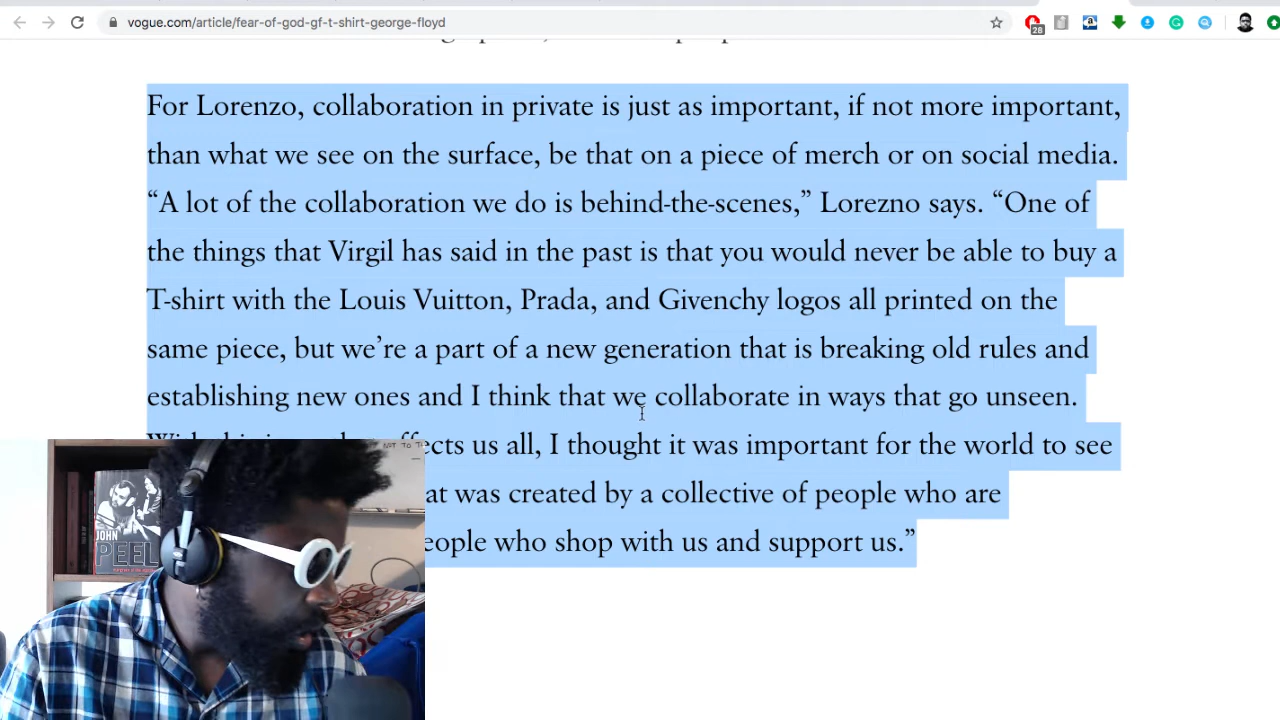 vogue.com/article/fear-of-god-gf-t-shirt-george-floyd
28
For Lorenzo, collaboration in private is just as important, if not more important,
than what we see on the surface, be that on a piece of merch or on social media.
“A lot of the collaboration we do is behind-the-scenes,” Lorezno says. “One of
the things that Virgil has said in the past is that you would never be able to buy a
T-shirt with the Louis Vuitton, Prada, and Givenchy logos all printed on the
same piece, but we’re a part of a new generation that is breaking old rules and
establishing new ones and I think that we collaborate in ways that go unseen.
us all, I thought it was important for the world to see
was created by a collective of people who are
who shop with us and support us.”
JOHN
PEEL